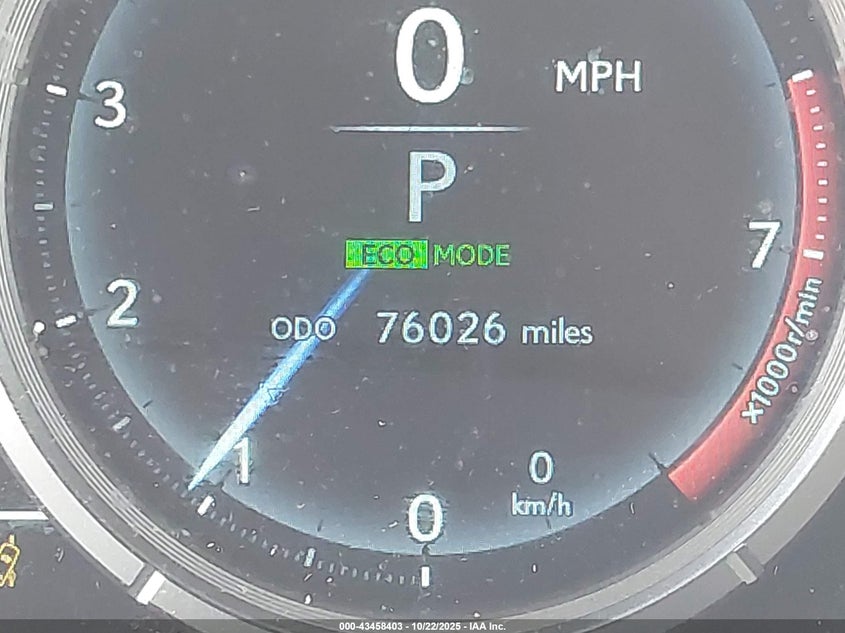 0 MPH
3
P
7
ECO MODE
2
x1000r/min
ODO 76026 miles
1
0
km/h
0
000-43458403 - 10/22/2025 - IAA Inc.